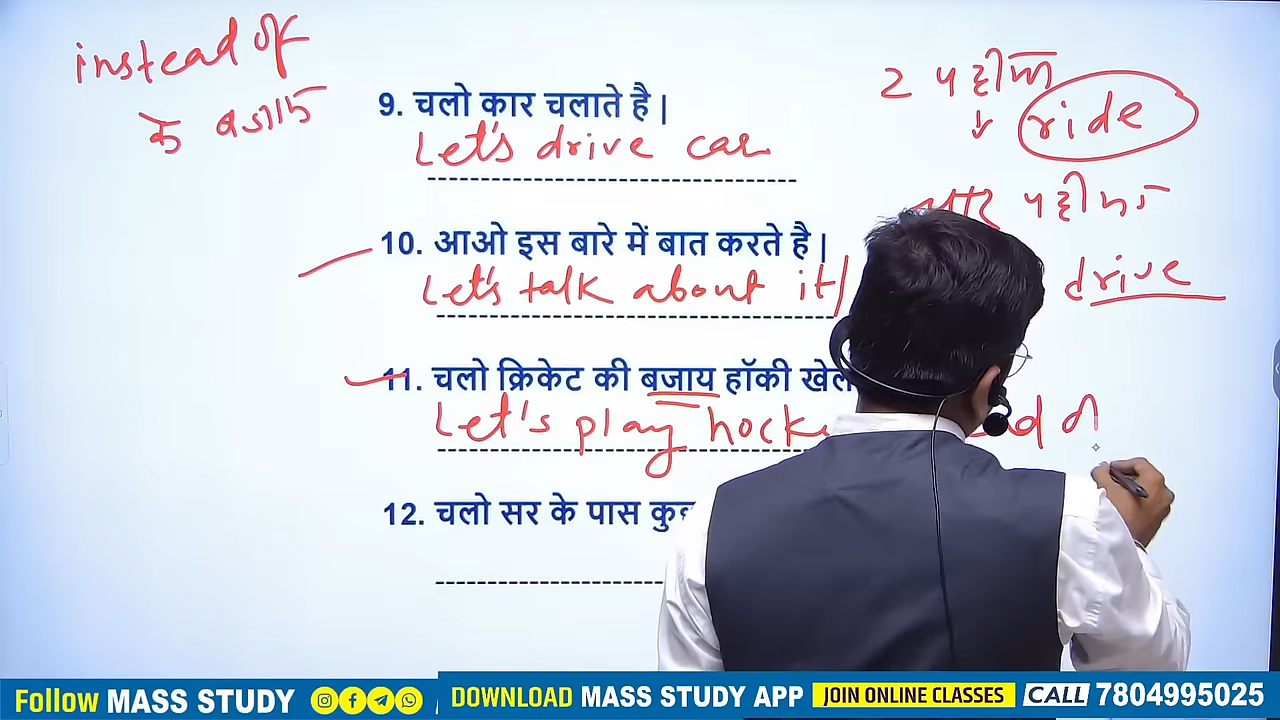 instead of
के बजाय
2 पहीया
ride
9. चलो कार चलाते है |
Let's drive car
चार पहीया
10. आओ इस बारे में बात करते है |
Let's talk about it
drive
11. चलो क्रिकेट की बजाय हॉकी
Let's play
12. चलो सर के पास
Follow MASS STUDY
DOWNLOAD MASS STUDY APP
JOIN ONLINE CLASSES
CALL 7804995025